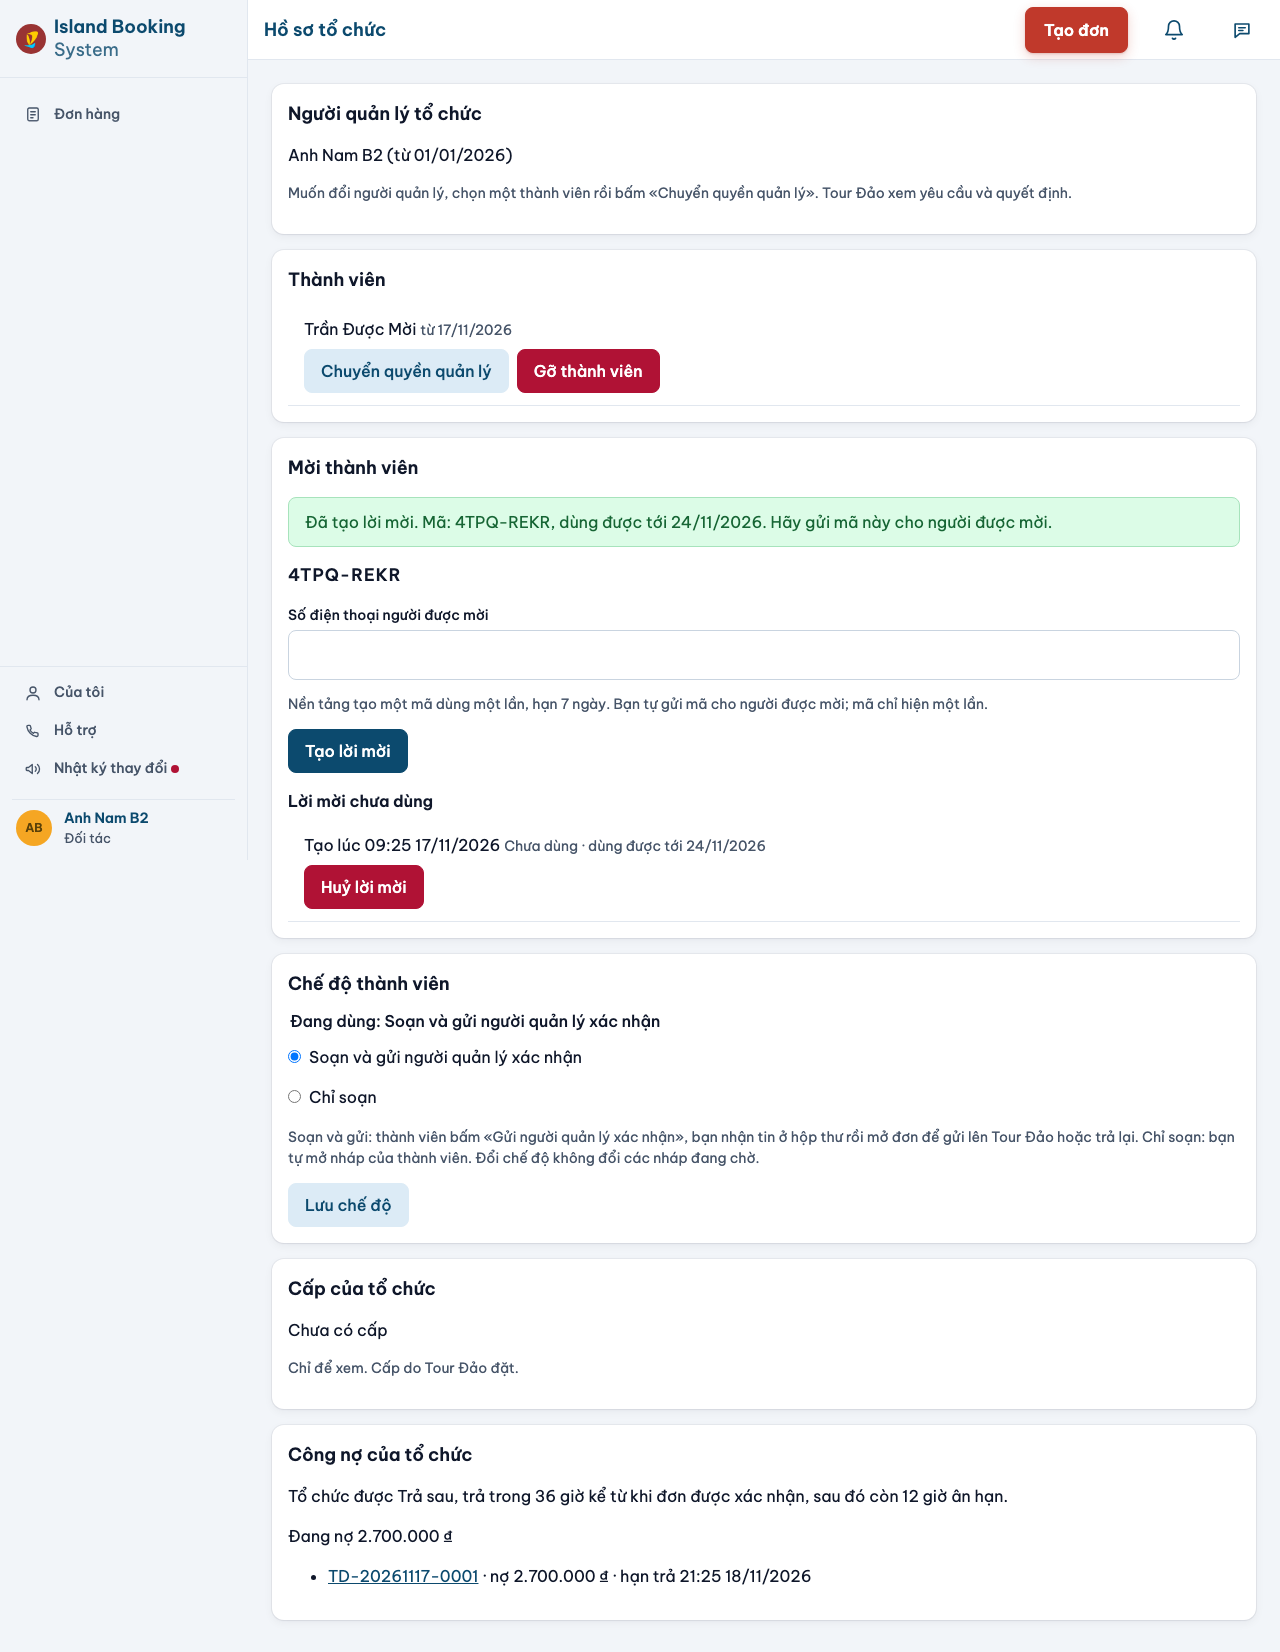 Island Booking
System
Đơn hàng
Của tôi
Hỗ trợ
Nhật ký thay đổi
AB
Anh Nam B2
Đối tác
Hồ sơ tổ chức
Tạo đơn
Người quản lý tổ chức
Anh Nam B2 (từ 01/01/2026)
Muốn đổi người quản lý, chọn một thành viên rồi bấm «Chuyển quyền quản lý». Tour Đảo xem yêu cầu và quyết định.
Thành viên
Trần Được Mời từ 17/11/2026
Chuyển quyền quản lý
Gỡ thành viên
Mời thành viên
Đã tạo lời mời. Mã: 4TPQ-REKR, dùng được tới 24/11/2026. Hãy gửi mã này cho người được mời.
4TPQ-REKR
Số điện thoại người được mời
Nền tảng tạo một mã dùng một lần, hạn 7 ngày. Bạn tự gửi mã cho người được mời; mã chỉ hiện một lần.
Tạo lời mời
Lời mời chưa dùng
Tạo lúc 09:25 17/11/2026 Chưa dùng · dùng được tới 24/11/2026
Huỷ lời mời
Chế độ thành viên
Đang dùng: Soạn và gửi người quản lý xác nhận
Soạn và gửi người quản lý xác nhận
Chỉ soạn
Soạn và gửi: thành viên bấm «Gửi người quản lý xác nhận», bạn nhận tin ở hộp thư rồi mở đơn để gửi lên Tour Đảo hoặc trả lại. Chỉ soạn: bạn
tự mở nháp của thành viên. Đổi chế độ không đổi các nháp đang chờ.
Lưu chế độ
Cấp của tổ chức
Chưa có cấp
Chỉ để xem. Cấp do Tour Đảo đặt.
Công nợ của tổ chức
Tổ chức được Trả sau, trả trong 36 giờ kể từ khi đơn được xác nhận, sau đó còn 12 giờ ân hạn.
Đang nợ 2.700.000 ₫
• TD-20261117-0001 · nợ 2.700.000 ₫ · hạn trả 21:25 18/11/2026